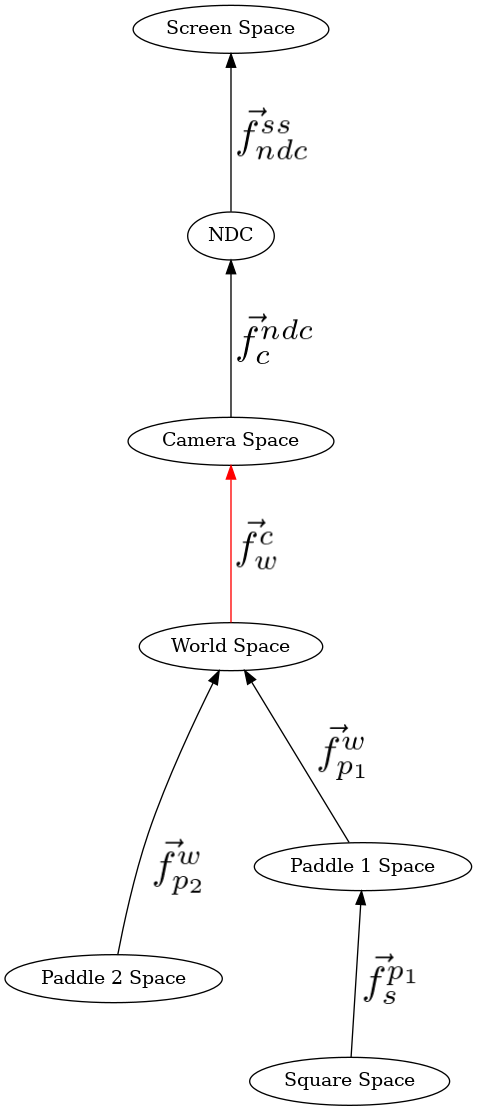 Screen Space
$\vec{f}_{ndc}^{ss}$
NDC
$\vec{f}_{c}^{ndc}$
Camera Space
$\vec{f}_{w}^{c}$
World Space
$\vec{f}_{p_1}^{w}$
$\vec{f}_{p_2}^{w}$
Paddle 1 Space
Paddle 2 Space
$\vec{f}_{s}^{p_1}$
Square Space